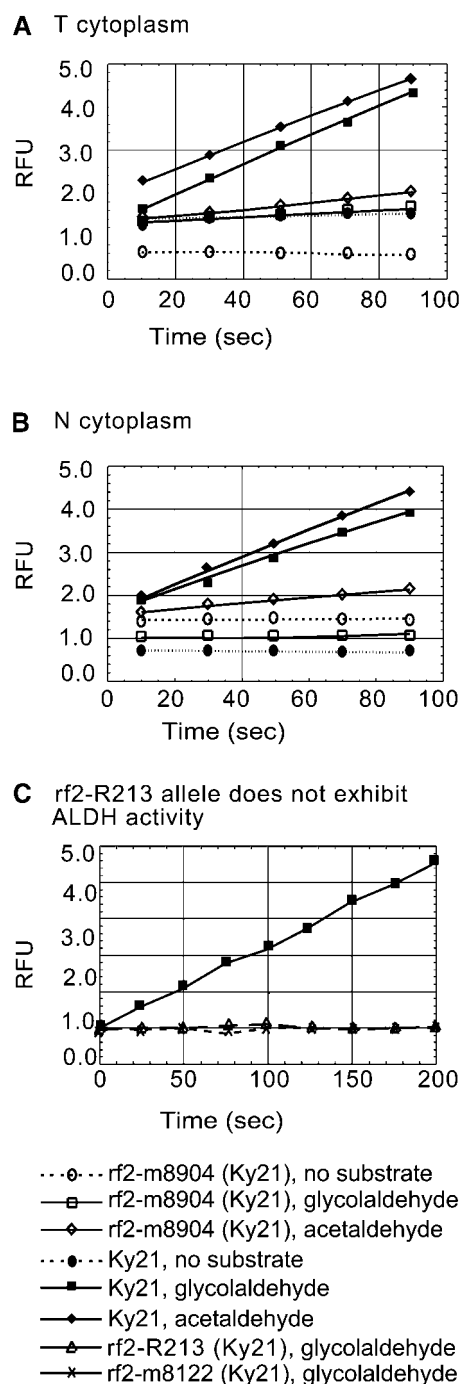 A T cytoplasm
5.0
4.0
3.0
2.0
1.0
0.0
RFU
0 20 40 60 80 100
Time (sec)
B N cytoplasm
5.0
4.0
3.0
2.0
1.0
0.0
RFU
0 20 40 60 80 100
Time (sec)
C rf2-R213 allele does not exhibit
ALDH activity
5.0
4.0
3.0
2.0
1.0
0.0
RFU
0 50 100 150 200
Time (sec)
rf2-m8904 (Ky21), no substrate
rf2-m8904 (Ky21), glycolaldehyde
rf2-m8904 (Ky21), acetaldehyde
Ky21, no substrate
Ky21, glycolaldehyde
Ky21, acetaldehyde
rf2-R213 (Ky21), glycolaldehyde
rf2-m8122 (Ky21), glycolaldehyde